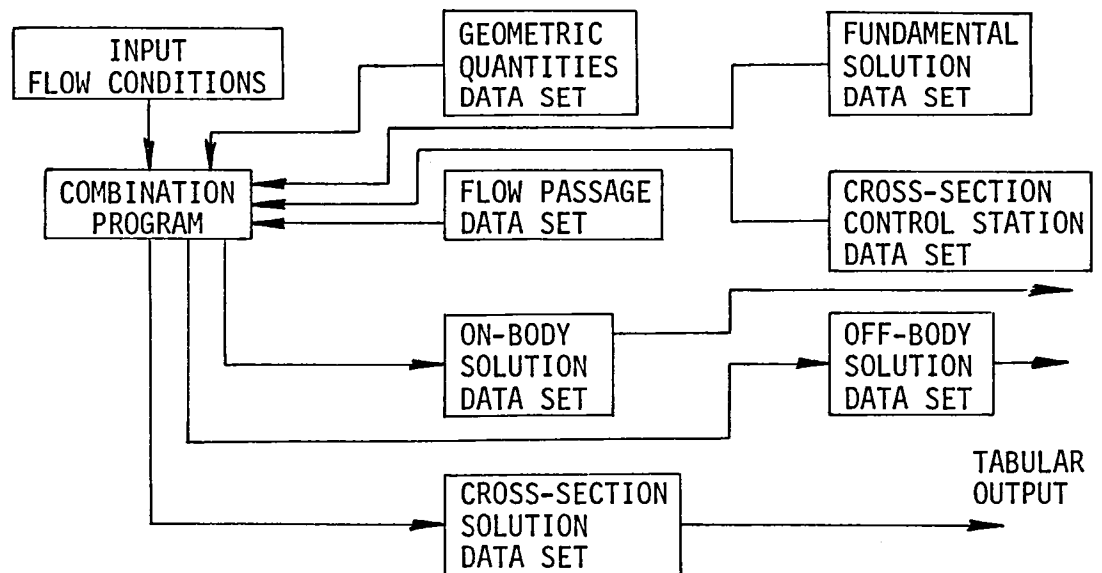 INPUT
FLOW CONDITIONS
GEOMETRIC
QUANTITIES
DATA SET
FUNDAMENTAL
SOLUTION
DATA SET
COMBINATION
PROGRAM
FLOW PASSAGE
DATA SET
CROSS-SECTION
CONTROL STATION
DATA SET
ON-BODY
SOLUTION
DATA SET
OFF-BODY
SOLUTION
DATA SET
TABULAR
OUTPUT
CROSS-SECTION
SOLUTION
DATA SET